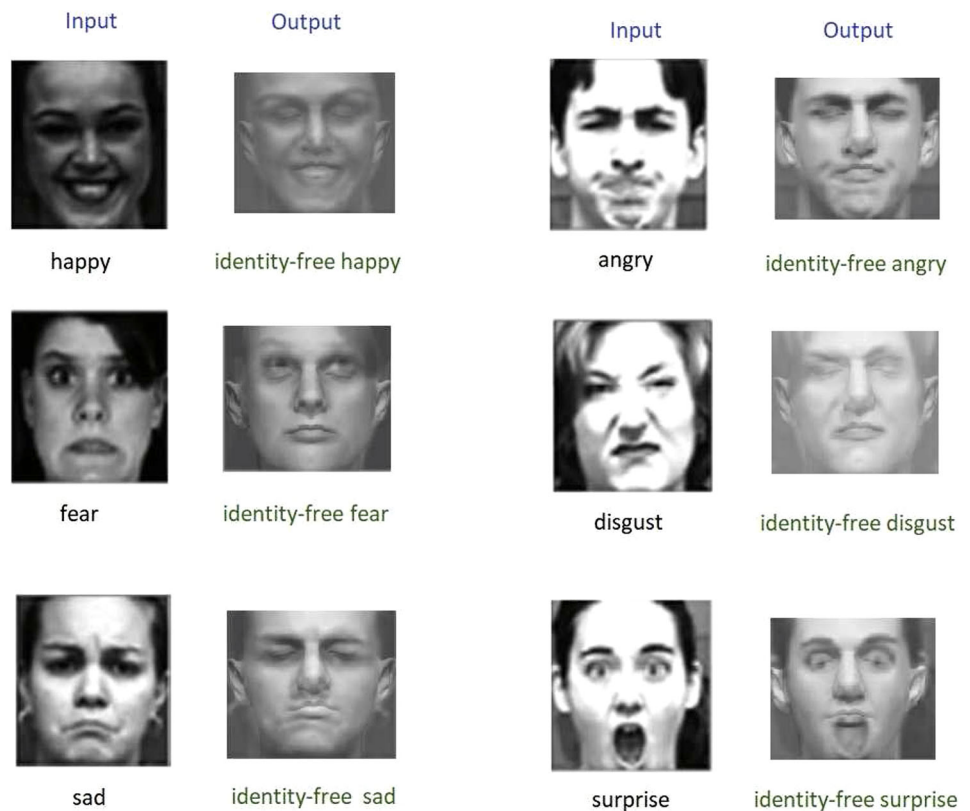 Input Output Input Output
happy identity-free happy angry identity-free angry
fear identity-free fear disgust identity-free disgust
sad identity-free sad surprise identity-free surprise